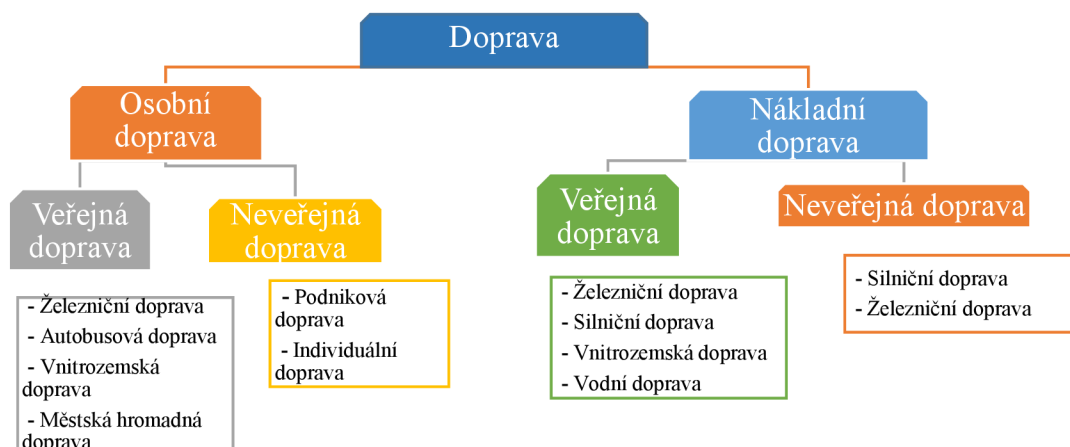 Doprava
Osobní
doprava
Nákladní
doprava
Veřejná
doprava
Neveřejná
doprava
Veřejná
doprava
Neveřejná doprava
- Železniční doprava
- Autobusová doprava
- Vnitrozemská
doprava
- Městská hromadná
doprava
- Podniková
doprava
- Individuální
doprava
- Železniční doprava
- Silniční doprava
- Vnitrozemská doprava
- Vodní doprava
- Silniční doprava
- Železniční doprava